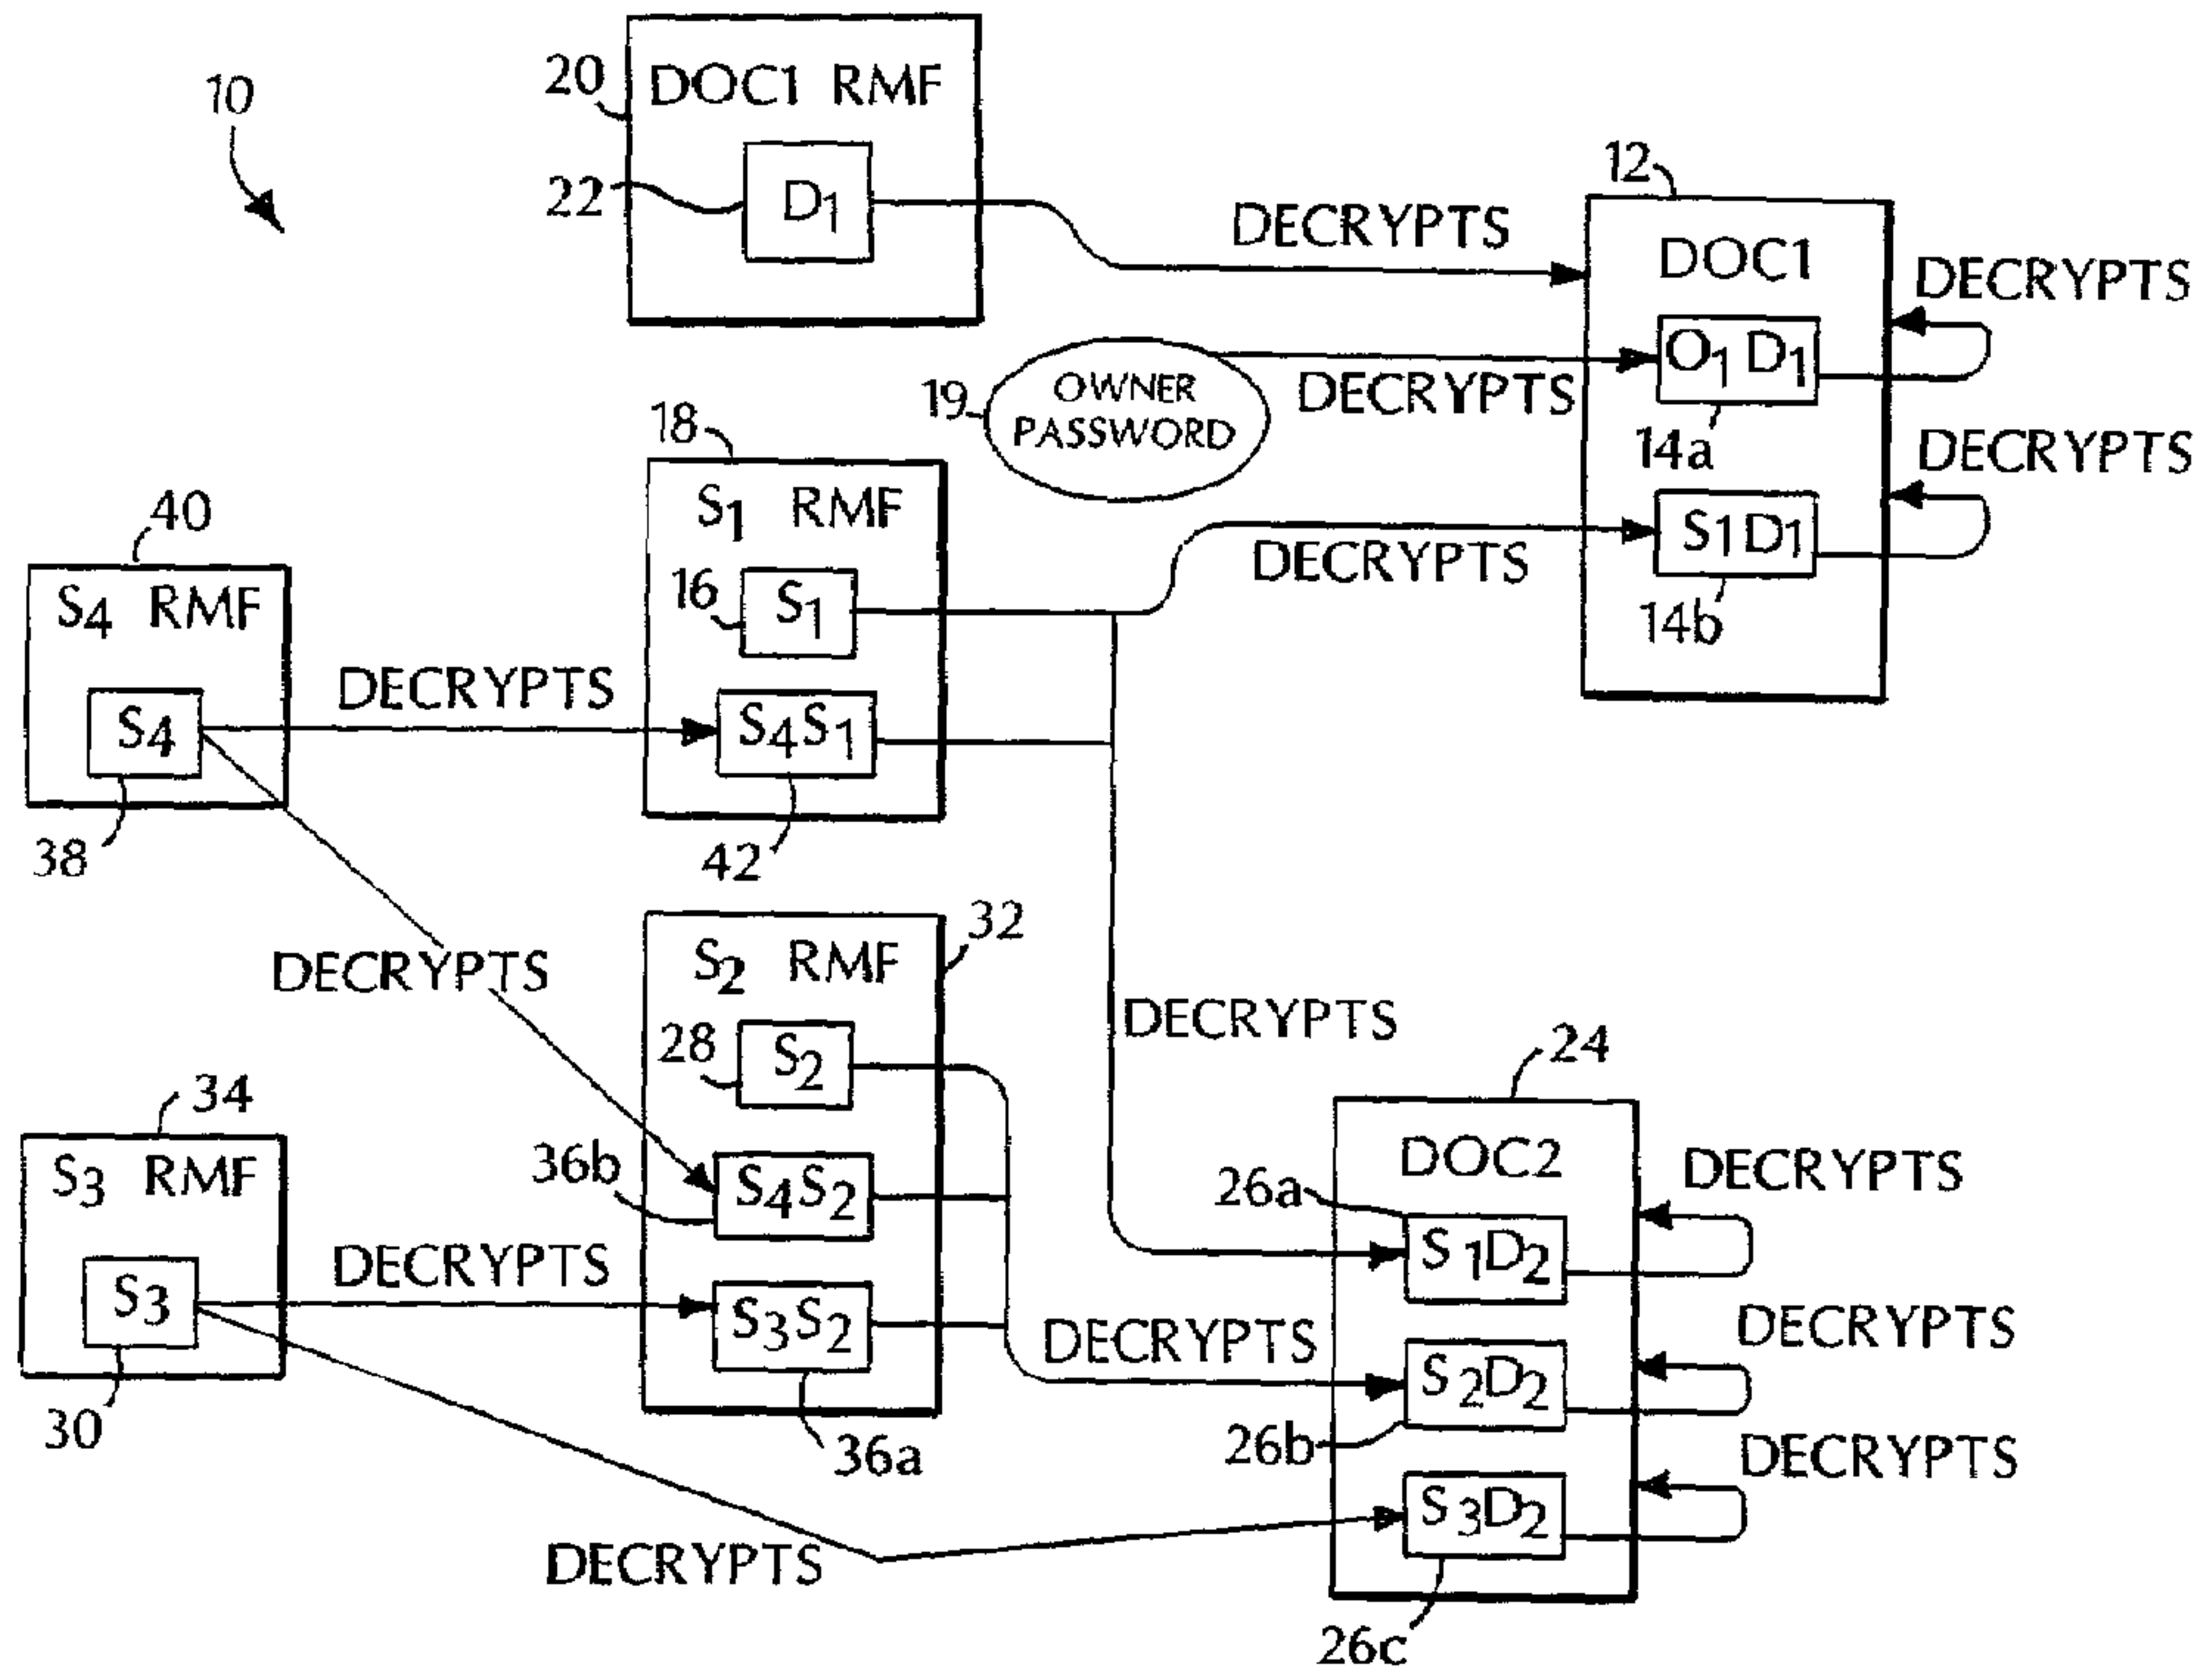 10
20
DOC1 RMF
22
D1
DECRYPTS
12
DOC1
DECRYPTS
O1 D1
14a
DECRYPTS
19
OWNER
PASSWORD
DECRYPTS
S1D1
14b
DECRYPTS
18
S1 RMF
16
S1
S4S1
42
DECRYPTS
40
S4 RMF
S4
38
DECRYPTS
DECRYPTS
32
S2 RMF
28
S2
36b
S4S2
S3S2
36a
DECRYPTS
34
S3 RMF
S3
30
DECRYPTS
DECRYPTS
DECRYPTS
24
DOC2
26a
S1D2
DECRYPTS
26b
S2D2
DECRYPTS
S3D2
26c
DECRYPTS